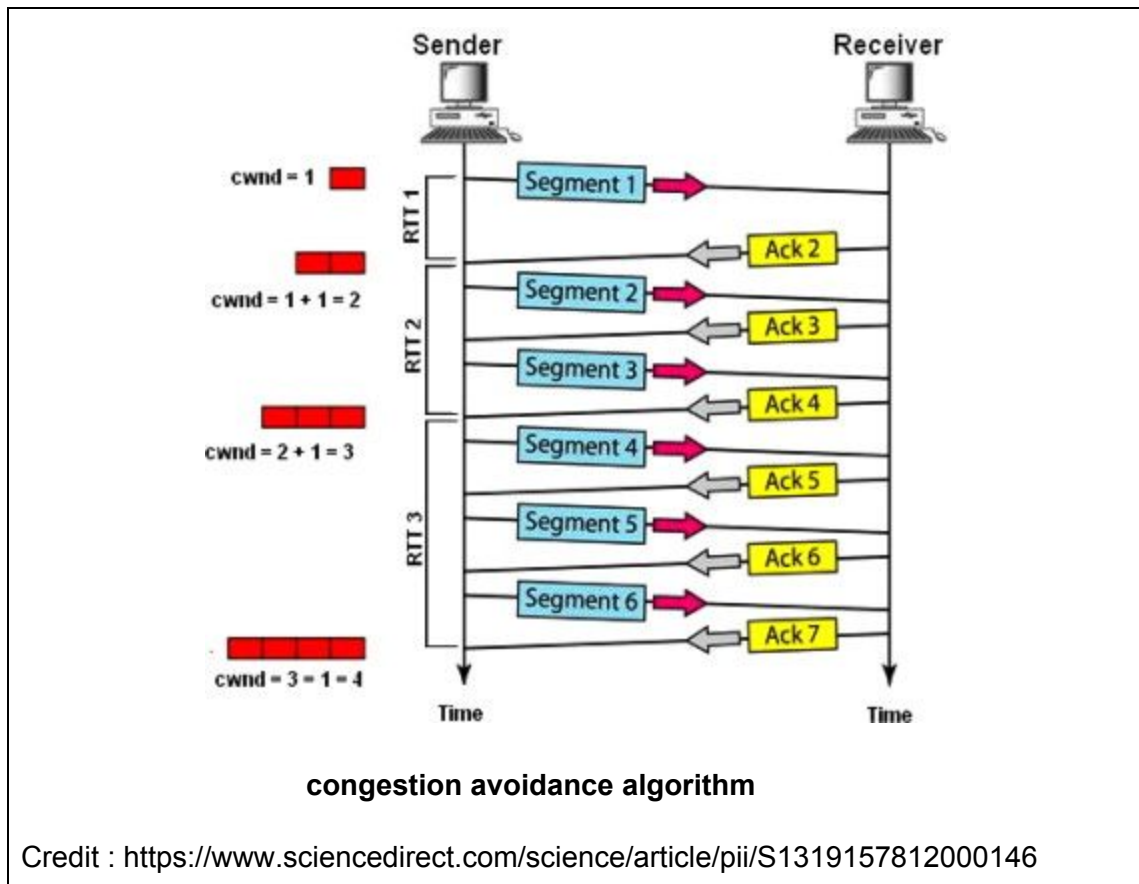 Sender
Receiver
cwnd = 1
RTT 1
Segment 1
Ack 2
cwnd = 1 + 1 = 2
RTT 2
Segment 2
Ack 3
Segment 3
Ack 4
cwnd = 2 + 1 = 3
RTT 3
Segment 4
Ack 5
Segment 5
Ack 6
Segment 6
Ack 7
cwnd = 3 = 1 = 4
Time
Time
congestion avoidance algorithm
Credit : https://www.sciencedirect.com/science/article/pii/S1319157812000146